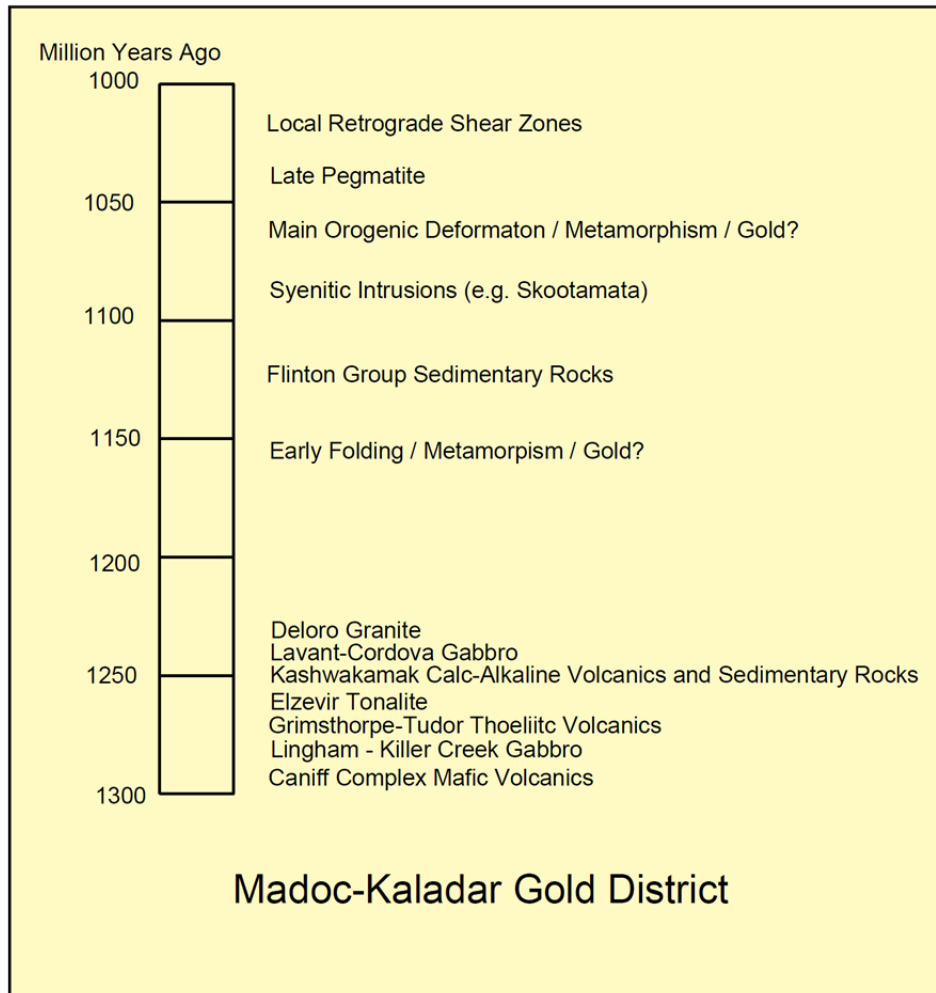 Million Years Ago
1000
Local Retrograde Shear Zones
Late Pegmatite
1050
Main Orogenic Deformaton / Metamorphism / Gold?
Syenitic Intrusions (e.g. Skootamata)
1100
Flinton Group Sedimentary Rocks
1150
Early Folding / Metamorpism / Gold?
1200
Deloro Granite
Lavant-Cordova Gabbro
1250
Kashwakamak Calc-Alkaline Volcanics and Sedimentary Rocks
Elzevir Tonalite
Grimsthorpe-Tudor Thoeliitc Volcanics
Lingham - Killer Creek Gabbro
Caniff Complex Mafic Volcanics
1300
Madoc-Kaladar Gold District